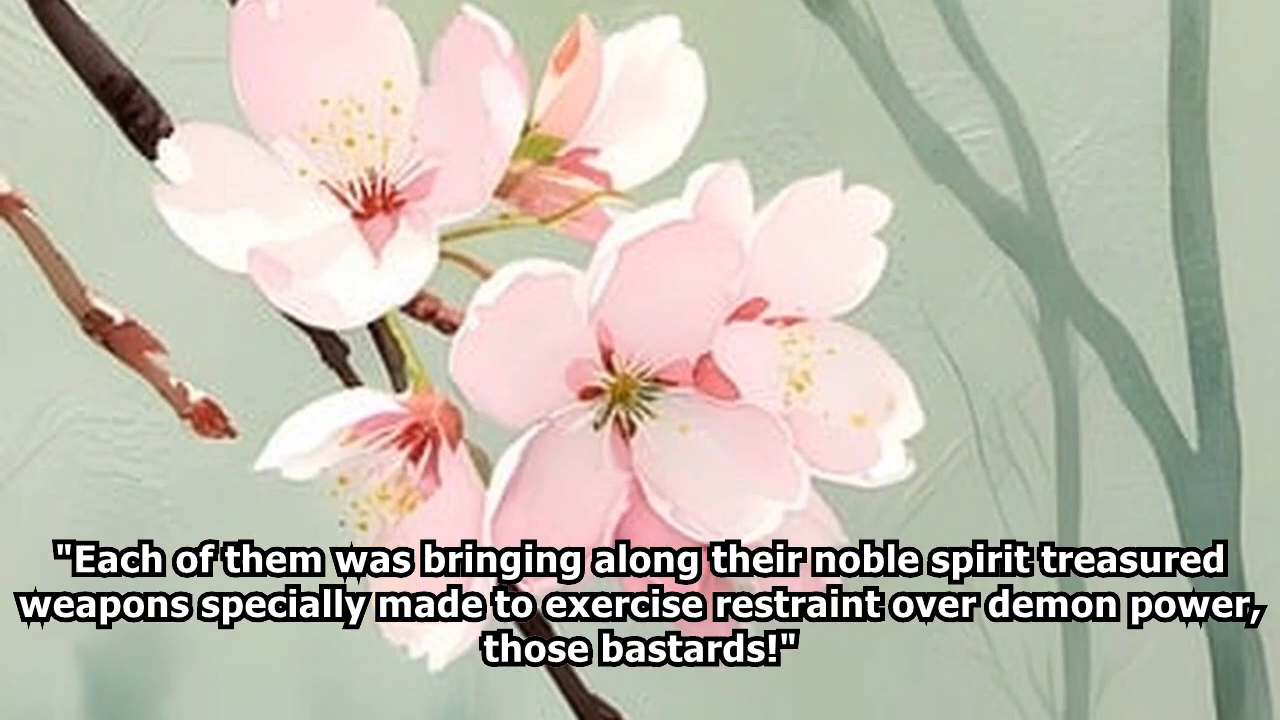 "Each of them was bringing along their noble spirit treasured
weapons specially made to exercise restraint over demon power,
those bastards!"